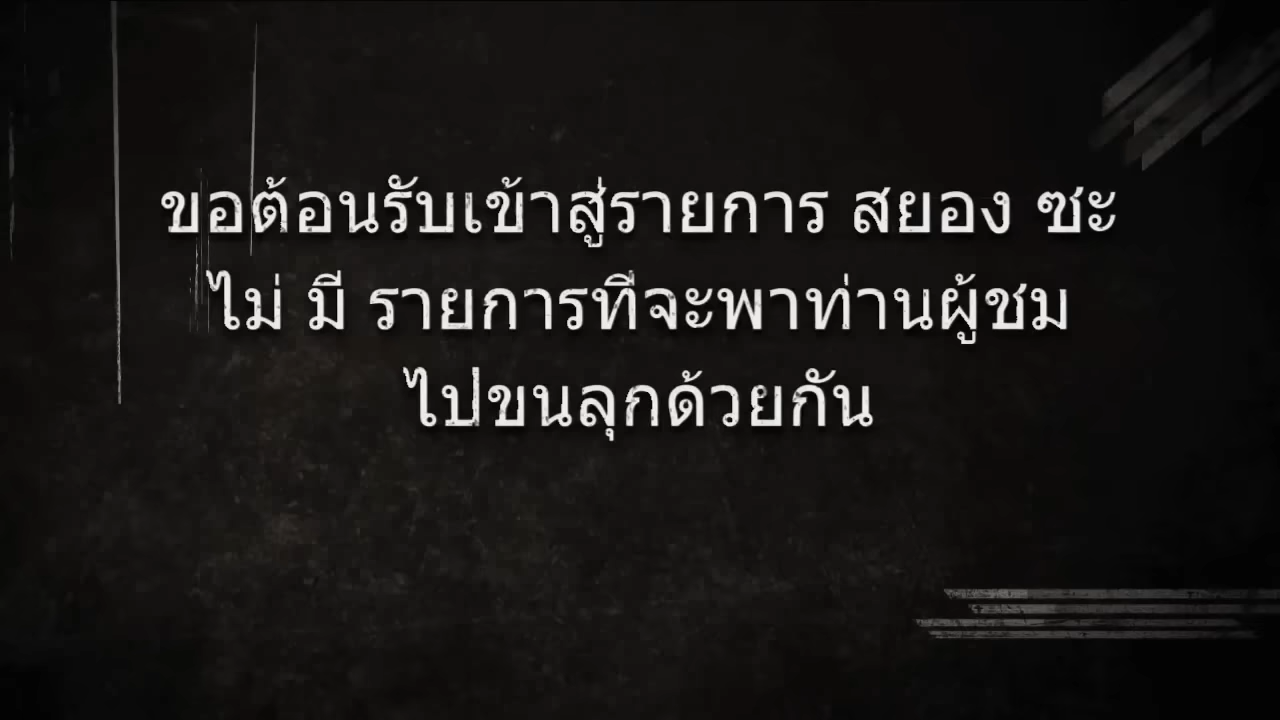 ขอต้อนรับเข้าสู่รายการ สยอง ซะ
ไม่ มี รายการที่จะพาท่านผู้ชม
ไปขนลุกด้วยกัน